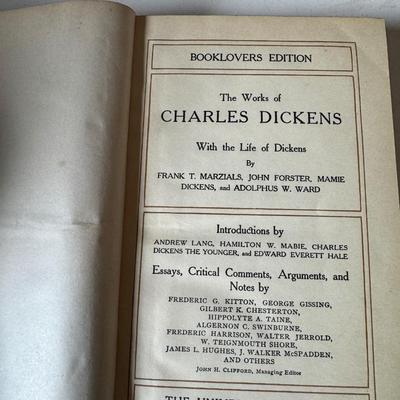 BOOKLOVERS EDITION
The Works of
CHARLES DICKENS
With the Life of Dickens
By
FRANK T. MARZIALS, JOHN FORSTER, MAMIE
DICKENS, AND ADOLPHUS W. WARD
Introductions by
ANDREW LANG, HAMILTON W. MABIE, CHARLES
DICKENS THE YOUNGER, AND EDWARD EVERETT HALE
Essays, Critical Comments, Arguments, and
Notes by
FREDERIC G. KITTON, GEORGE GISSING,
GILBERT K. CHESTERTON,
HIPPOLYTE A. TAINE,
ALGERNON C. SWINBURNE,
FREDERIC HARRISON, WALTER JERROLD,
W. TEIGNMOUTH SHORE,
JAMES L. HUGHES, J. WALKER McSPADDEN,
AND OTHERS
JOHN H. CLIFFORD, Managing Editor
THE